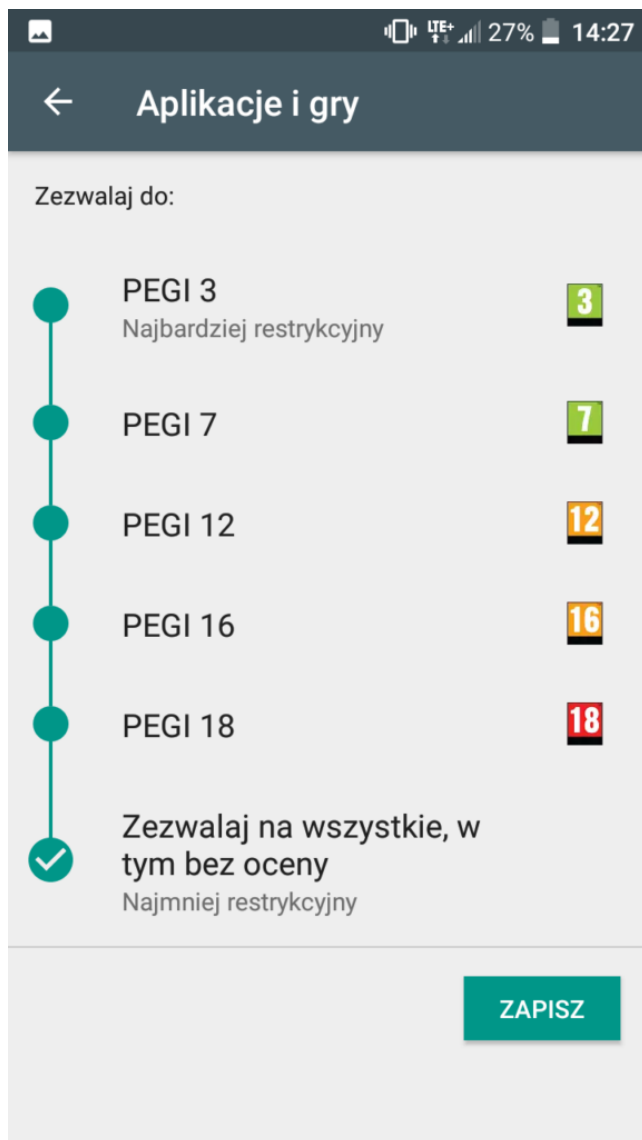 LTE+ 27% 14:27
Aplikacje i gry
Zezwalaj do:
PEGI 3
3
Najbardziej restrykcyjny
PEGI 7
7
PEGI 12
12
PEGI 16
16
PEGI 18
18
Zezwalaj na wszystkie, w
tym bez oceny
Najmniej restrykcyjny
ZAPISZ